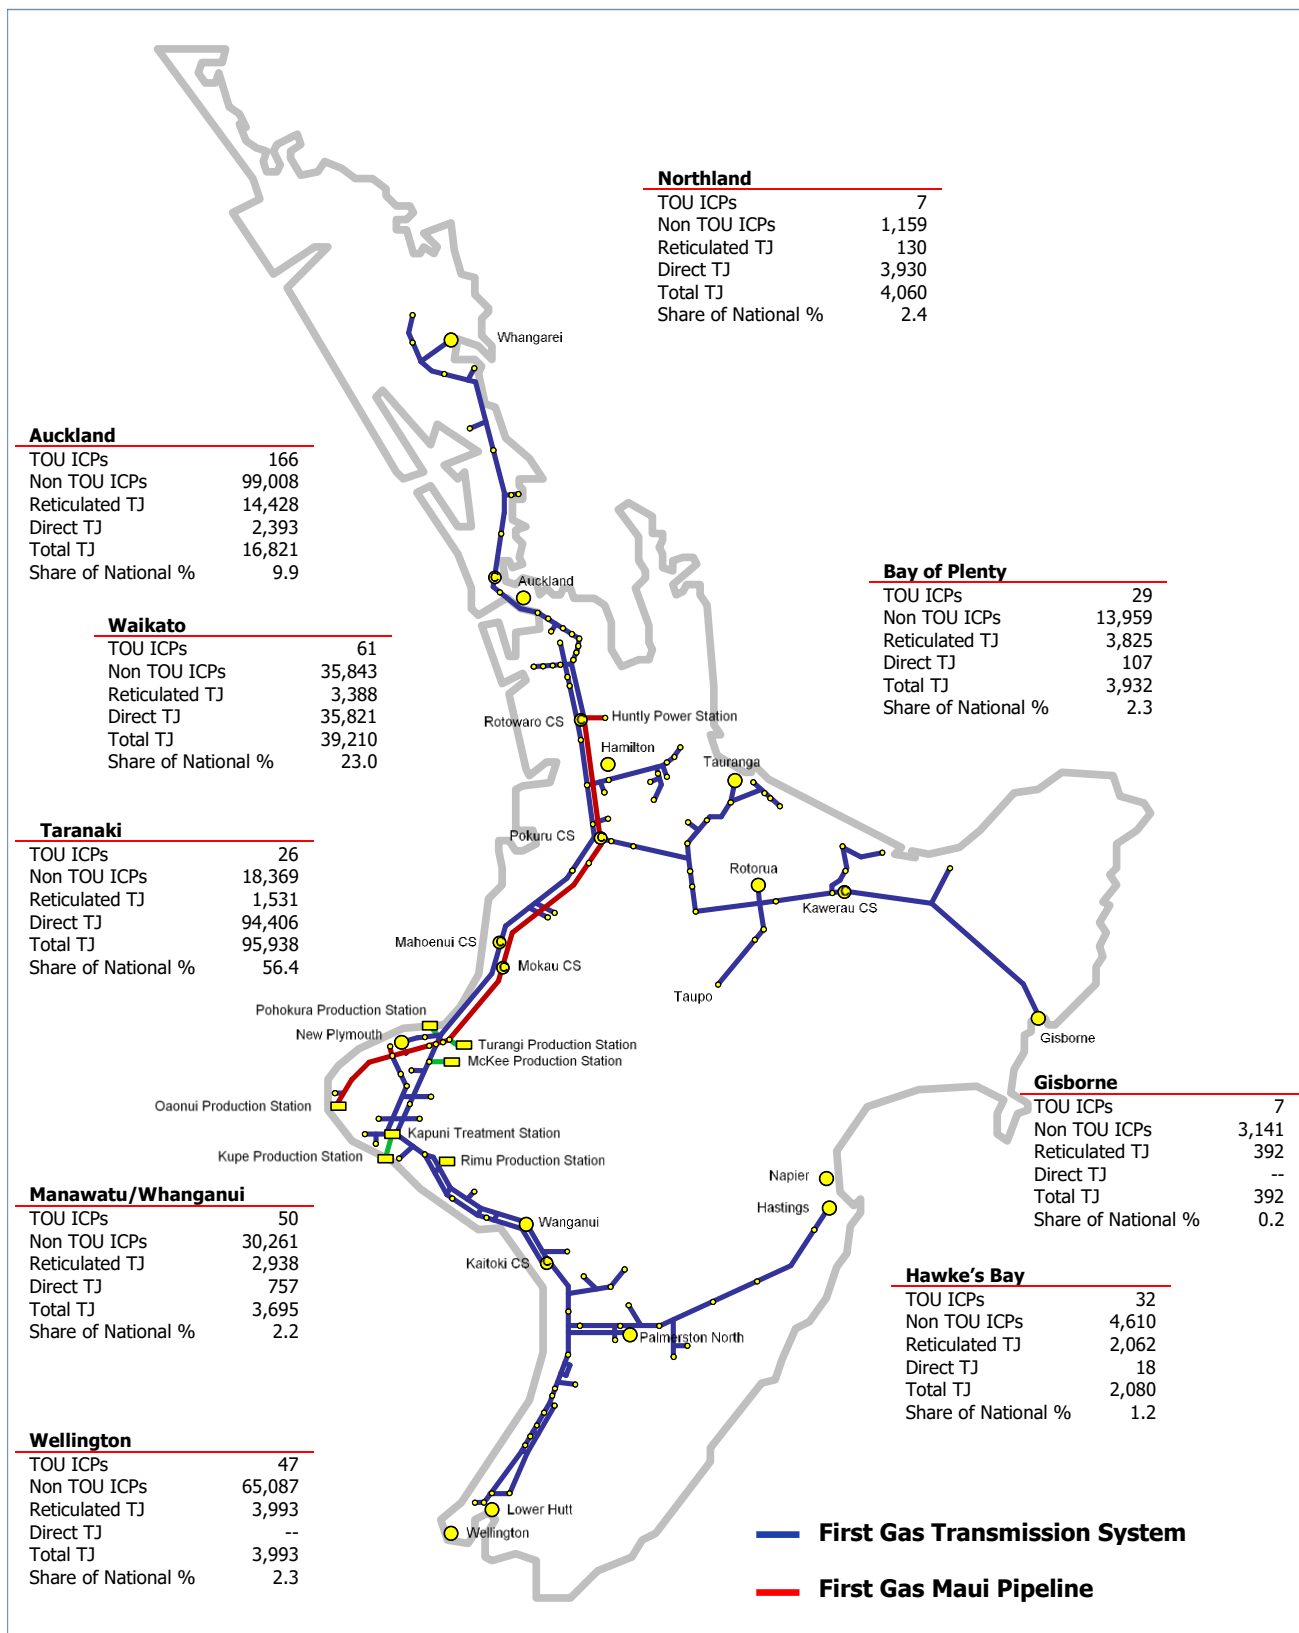 Northland
TOU ICPs 7
Non TOU ICPs 1,159
Reticulated TJ 130
Direct TJ 3,930
Total TJ 4,060
Share of National % 2.4
Whangarei
Auckland
TOU ICPs 166
Non TOU ICPs 99,008
Reticulated TJ 14,428
Direct TJ 2,393
Total TJ 16,821
Share of National % 9.9
Auckland
Bay of Plenty
TOU ICPs 29
Non TOU ICPs 13,959
Reticulated TJ 3,825
Direct TJ 107
Total TJ 3,932
Share of National % 2.3
Waikato
TOU ICPs 61
Non TOU ICPs 35,843
Reticulated TJ 3,388
Direct TJ 35,821
Total TJ 39,210
Share of National % 23.0
Rotowaro CS
Huntly Power Station
Hamilton
Tauranga
Taranaki
TOU ICPs 26
Non TOU ICPs 18,369
Reticulated TJ 1,531
Direct TJ 94,406
Total TJ 95,938
Share of National % 56.4
Pokuru CS
Rotorua
Kawerau CS
Mahoenui CS
Mokau CS
Taupo
Pohokura Production Station
New Plymouth
Turangi Production Station
McKee Production Station
Gisborne
Oaonui Production Station
Kapuni Treatment Station
Kupe Production Station
Rimu Production Station
Gisborne
TOU ICPs 7
Non TOU ICPs 3,141
Reticulated TJ 392
Direct TJ --
Total TJ 392
Share of National % 0.2
Napier
Hastings
Manawatu/Whanganui
TOU ICPs 50
Non TOU ICPs 30,261
Reticulated TJ 2,938
Direct TJ 757
Total TJ 3,695
Share of National % 2.2
Wanganui
Kaitoki CS
Palmerston North
Hawke's Bay
TOU ICPs 32
Non TOU ICPs 4,610
Reticulated TJ 2,062
Direct TJ 18
Total TJ 2,080
Share of National % 1.2
Wellington
TOU ICPs 47
Non TOU ICPs 65,087
Reticulated TJ 3,993
Direct TJ --
Total TJ 3,993
Share of National % 2.3
Lower Hutt
Wellington
First Gas Transmission System
First Gas Maui Pipeline